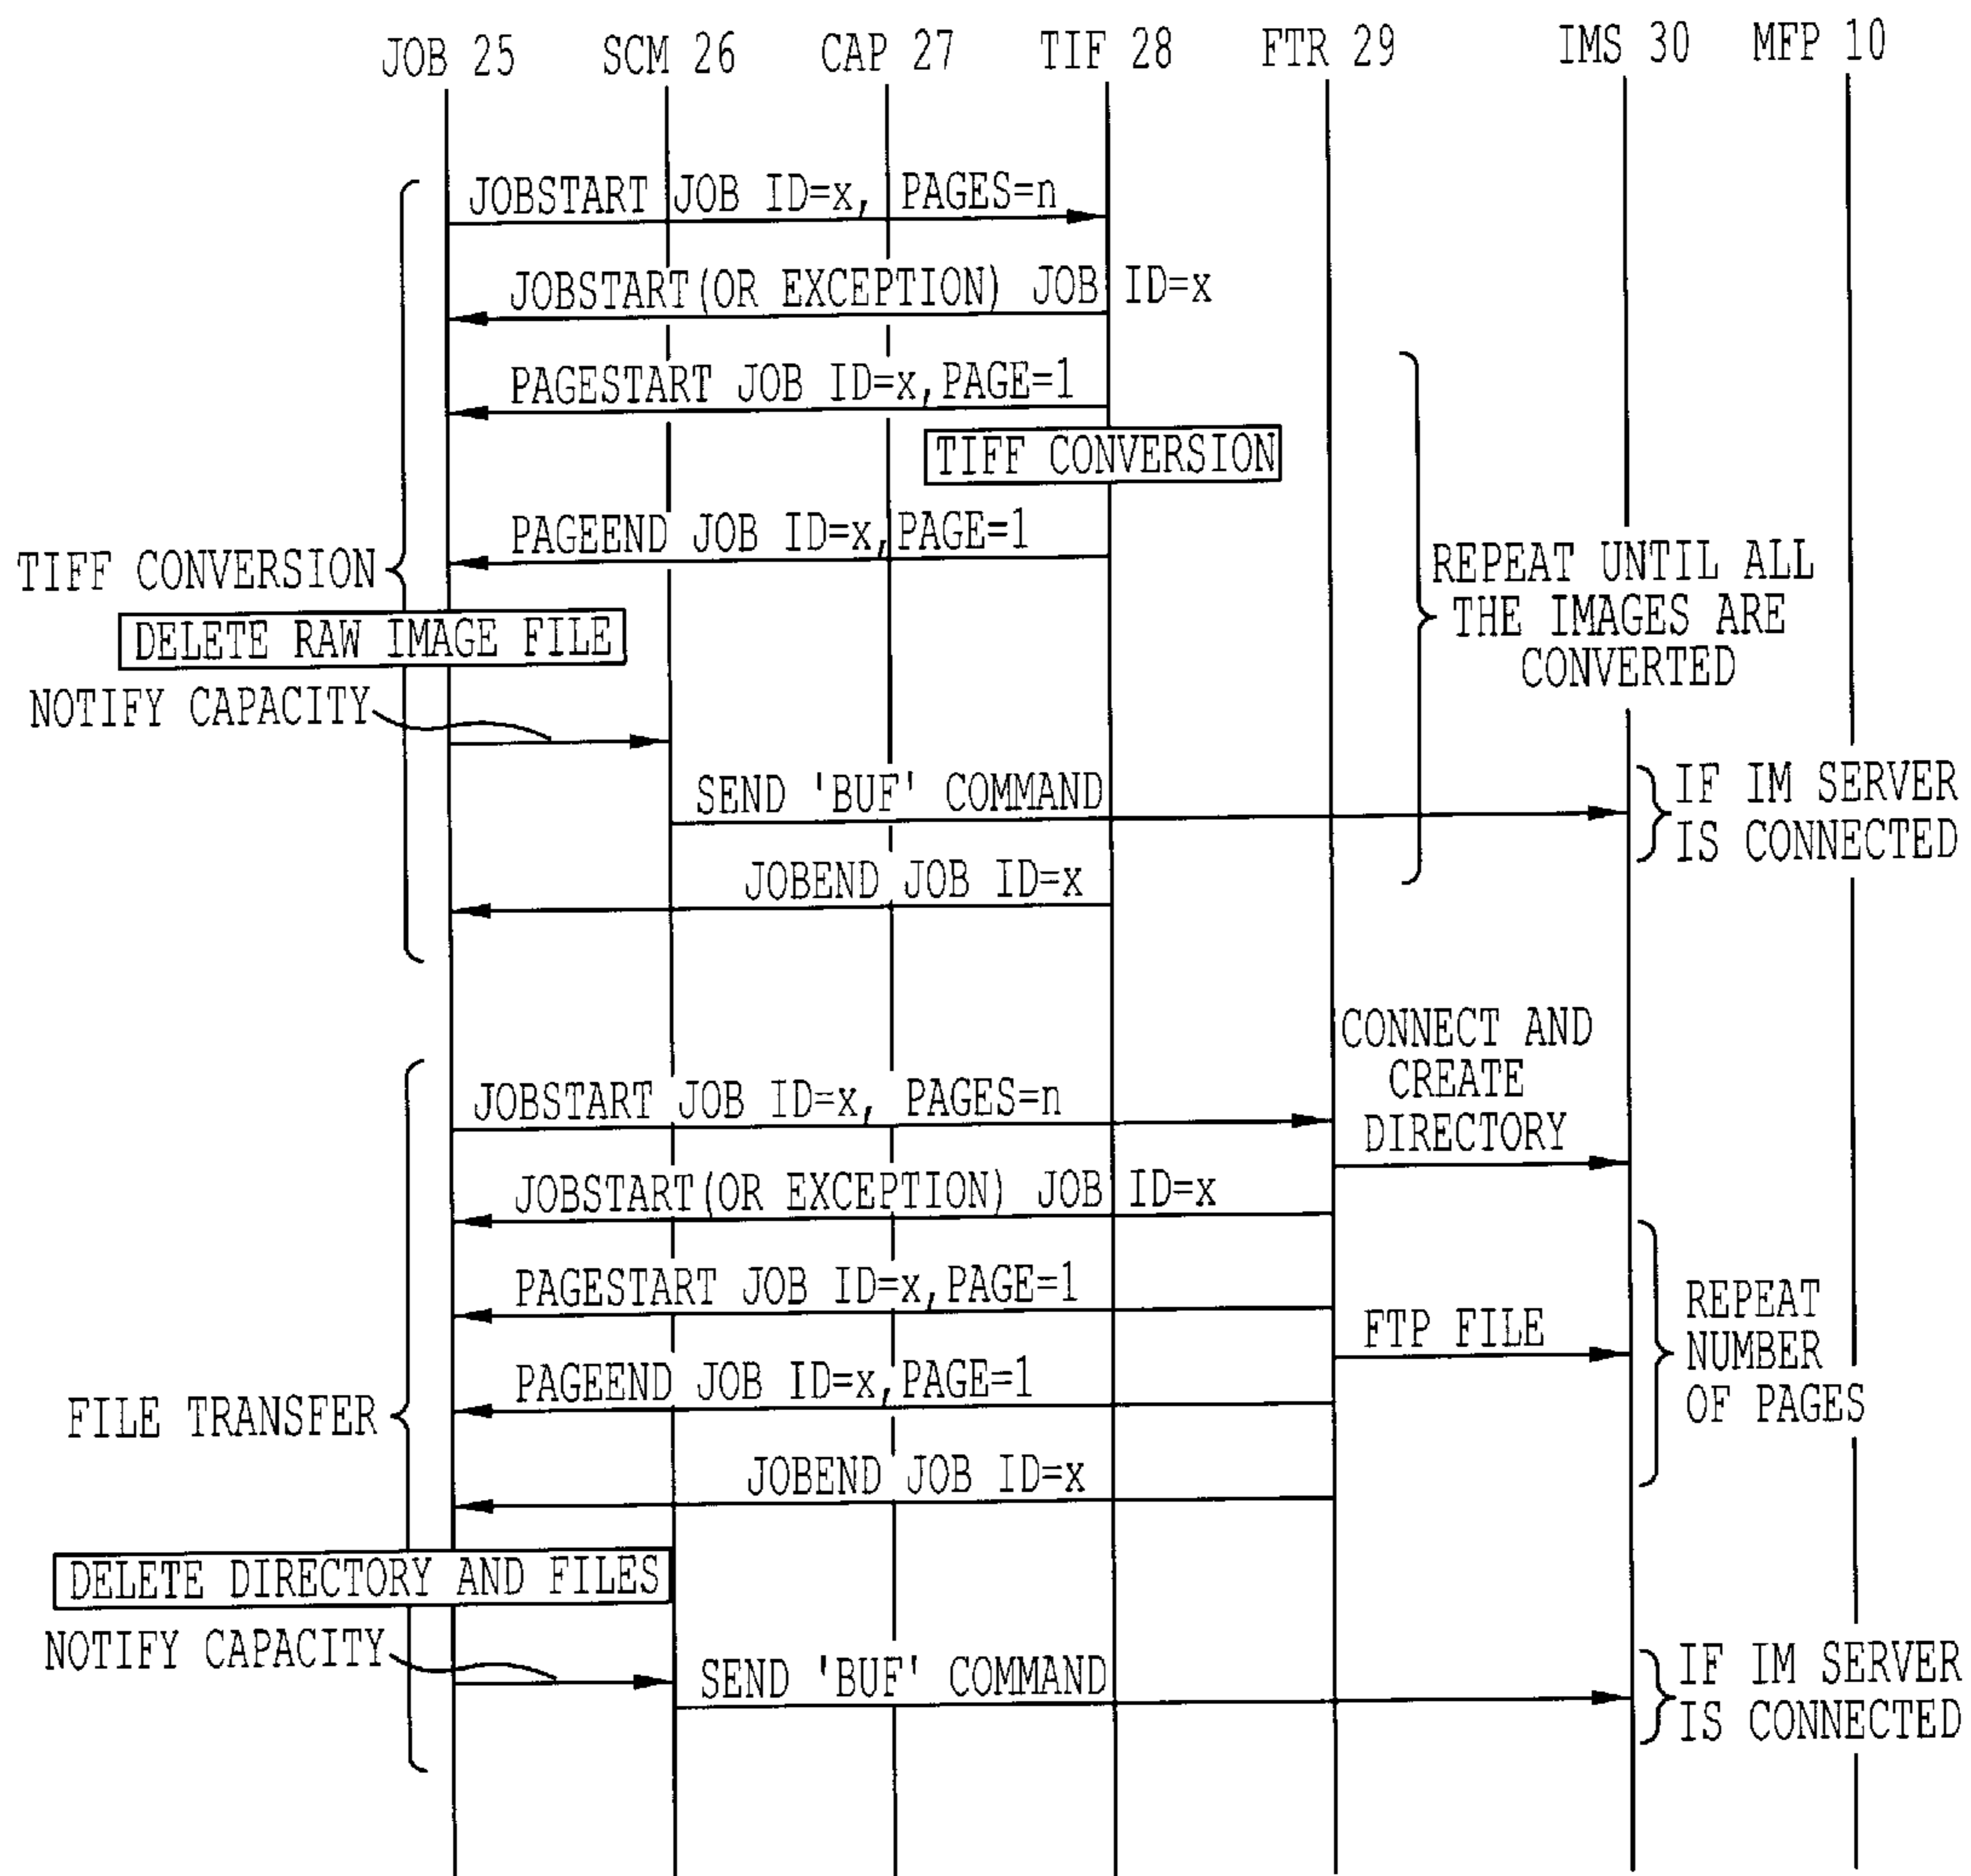 JOB 25 SCM 26 CAP 27 TIF 28 FTR 29 IMS 30 MFP 10
JOBSTART JOB ID=x, PAGES=n
JOBSTART(OR EXCEPTION) JOB ID=x
PAGESTART JOB ID=x,PAGE=1
TIFF CONVERSION
PAGEEND JOB ID=x,PAGE=1
TIFF CONVERSION
REPEAT UNTIL ALL
THE IMAGES ARE
CONVERTED
DELETE RAW IMAGE FILE
NOTIFY CAPACITY
SEND 'BUF' COMMAND
IF IM SERVER
IS CONNECTED
JOBEND JOB ID=x
CONNECT AND
CREATE
DIRECTORY
JOBSTART JOB ID=x, PAGES=n
JOBSTART(OR EXCEPTION) JOB ID=x
PAGESTART JOB ID=x,PAGE=1
FTP FILE
REPEAT
NUMBER
OF PAGES
PAGEEND JOB ID=x,PAGE=1
FILE TRANSFER
JOBEND JOB ID=x
DELETE DIRECTORY AND FILES
NOTIFY CAPACITY
SEND 'BUF' COMMAND
IF IM SERVER
IS CONNECTED